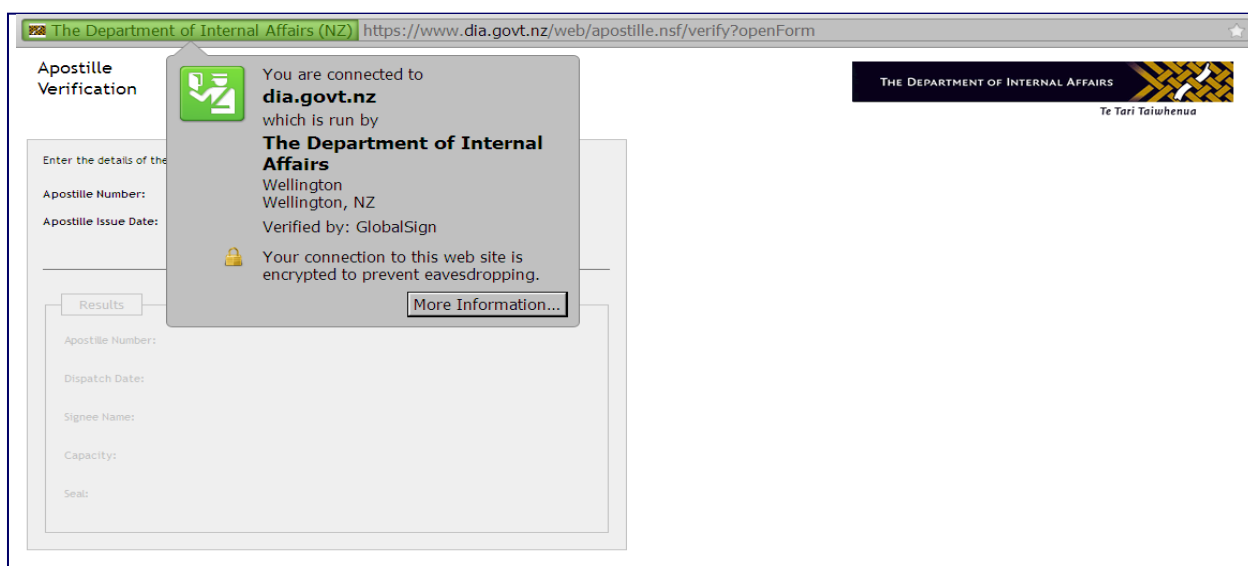 The Department of Internal Affairs (NZ) https://www.dia.govt.nz/web/apostille.nsf/verify?openForm
Apostille
Verification
THE DEPARTMENT OF INTERNAL AFFAIRS
Te Tari Taiwhenua
You are connected to
dia.govt.nz
which is run by
The Department of Internal
Affairs
Wellington
Wellington, NZ
Verified by: GlobalSign
Your connection to this web site is
encrypted to prevent eavesdropping.
More Information...
Enter the details of the
Apostille Number:
Apostille Issue Date:
Results
Apostille Number:
Dispatch Date:
Signee Name:
Capacity:
Seal: